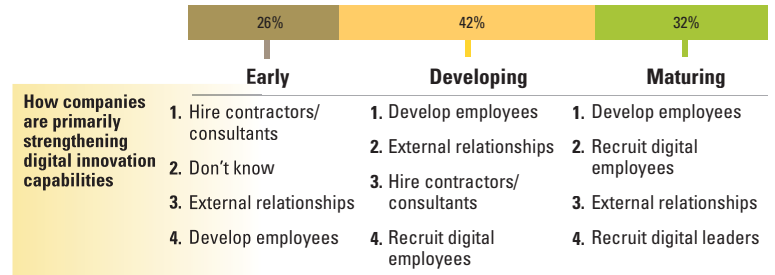 26%
42%
32%
Early
Developing
Maturing
How companies
are primarily
strengthening
digital innovation
capabilities
1. Hire contractors/
consultants
2. Don’t know
3. External relationships
4. Develop employees
1. Develop employees
2. External relationships
3. Hire contractors/
consultants
4. Recruit digital
employees
1. Develop employees
2. Recruit digital
employees
3. External relationships
4. Recruit digital leaders